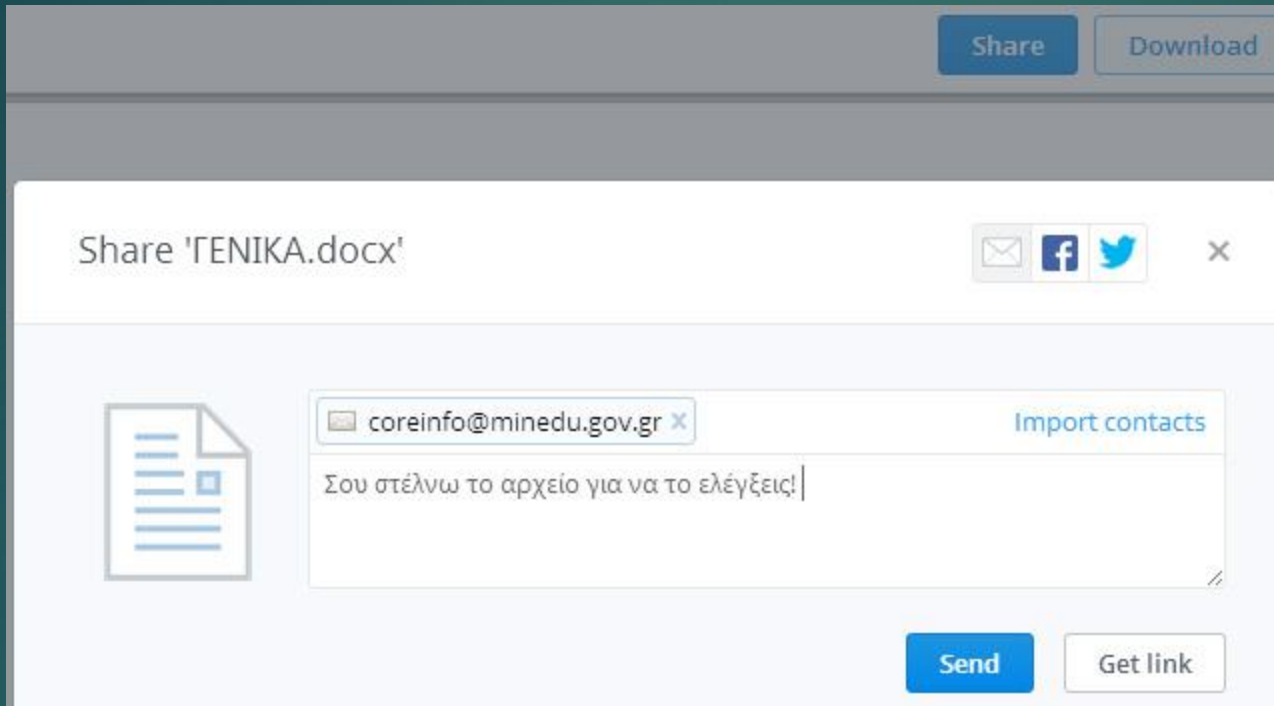 Share Download
Share 'ΓΕΝΙΚΑ.docx'
coreinfo@minedu.gov.gr Import contacts
Σου στέλνω το αρχείο για να το ελέγξεις!
Send Get link